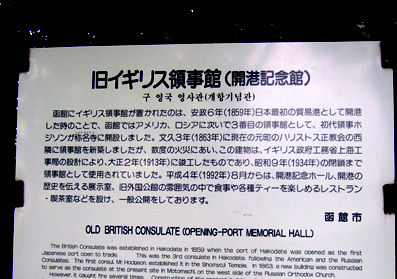 旧イギリス領事館（開港記念館）
구 영국 영사관(개항기념관)
函館にイギリス領事館が置かれたのは、安政6年（1859年）日本最初の貿易港として開港
した時のことで、函館ではアメリカ、ロシアに次いで3番目の領事館として、初代領事ホ
ジソンが称名寺に開設しました。文久3年（1863年）に現在の元町のハリストス正教会の西
隣に領事館を新築しましたが、数度の火災にあい、この建物は、イギリス政府工務省上海工
事局の設計により、大正2年（1913年）に竣工したものであり、昭和9年（1934年）の閉鎖まで
領事館として使用されていました。平成4年（1992年）8月からは、開港記念ホール、開港の
歴史を伝える展示室、旧外国公館の雰囲気の中で食事や各種ティーを楽しめるレストラン
・喫茶室などを設け、一般公開をしております。
函館市
OLD BRITISH CONSULATE (OPENING-PORT MEMORIAL HALL)
The British Consulate was established in Hakodate in 1859 when the port of Hakodate was opened as the first
Japanese port open to trade. This was the 3rd consulate in Hakodate, following the American and the Russian
Consulates. The first consul Mr. Hodgson, established it in the Shomyoji Temple. In 1863, a new building was constructed
to serve as the consulate at the present site in Motomachi, on the west side of the Russian Orthodox Church.
However, it caught fire several times.